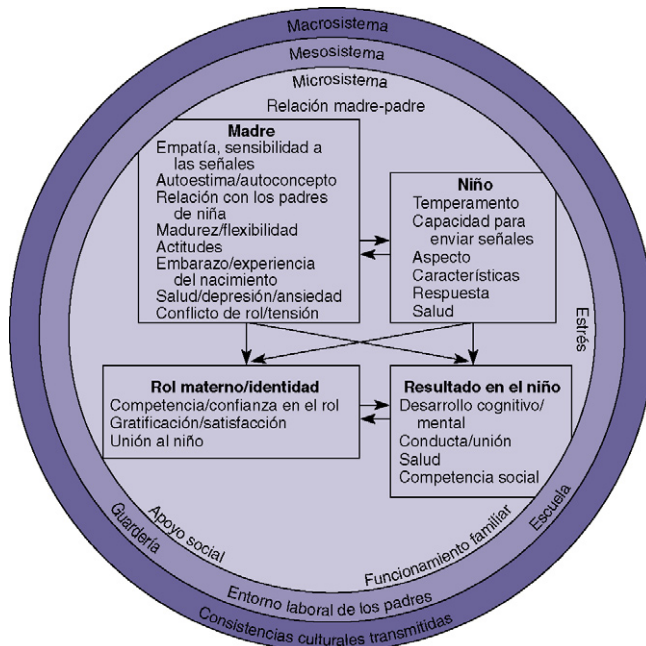 Macrosistema
Mesosistema
Microsistema
Relación madre-padre
Madre
Empatía, sensibilidad a
las señales
Autoestima/autoconcepto
Relación con los padres
de niña
Madurez/flexibilidad
Actitudes
Embarazo/experiencia
del nacimiento
Salud/depresión/ansiedad
Conflicto de rol/tensión
Niño
Temperamento
Capacidad para
enviar señales
Aspecto
Características
Respuesta
Salud
Estrés
Rol materno/identidad
Competencia/confianza en el rol
Gratificación/satisfacción
Unión al niño
Resultado en el niño
Desarrollo cognitivo/
mental
Conducta/unión
Salud
Competencia social
Apoyo social
Funcionamiento familiar
Guardería
Entorno laboral de los padres
Escuela
Consistencias culturales transmitidas